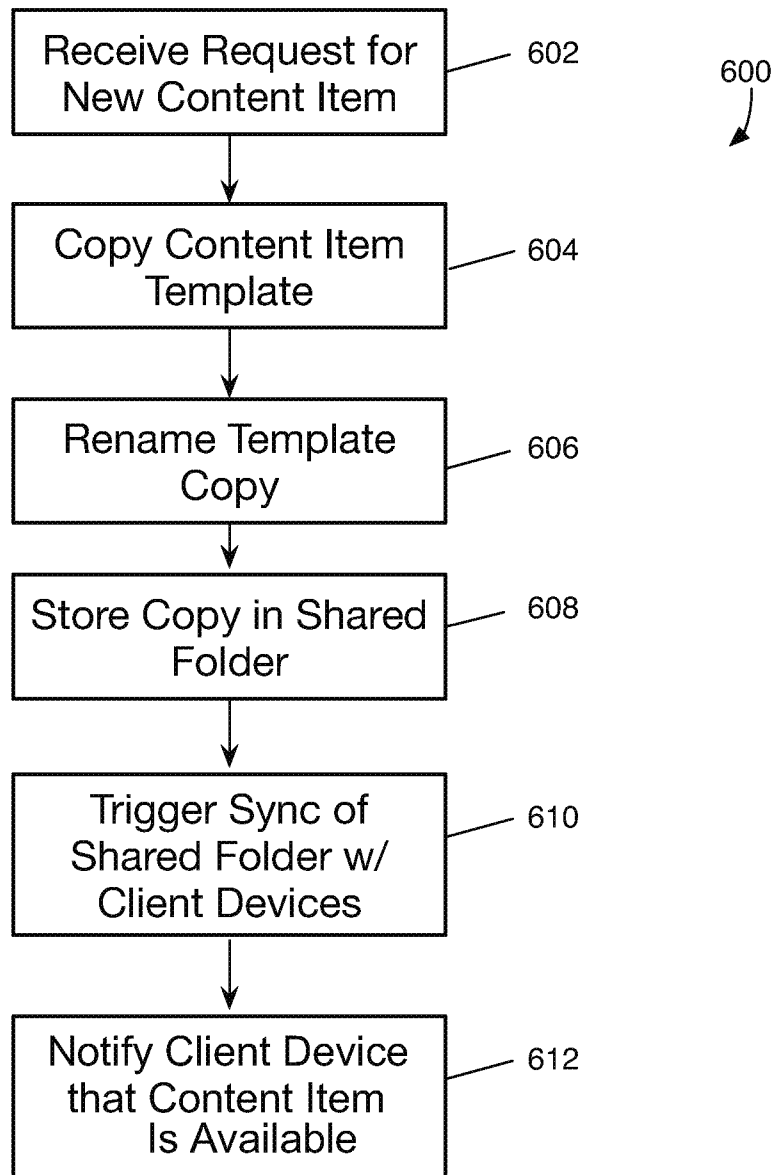 Receive Request for
New Content Item
602
600
Copy Content Item
Template
604
Rename Template
Copy
606
Store Copy in Shared
Folder
608
Trigger Sync of
Shared Folder w/
Client Devices
610
Notify Client Device
that Content Item
Is Available
612